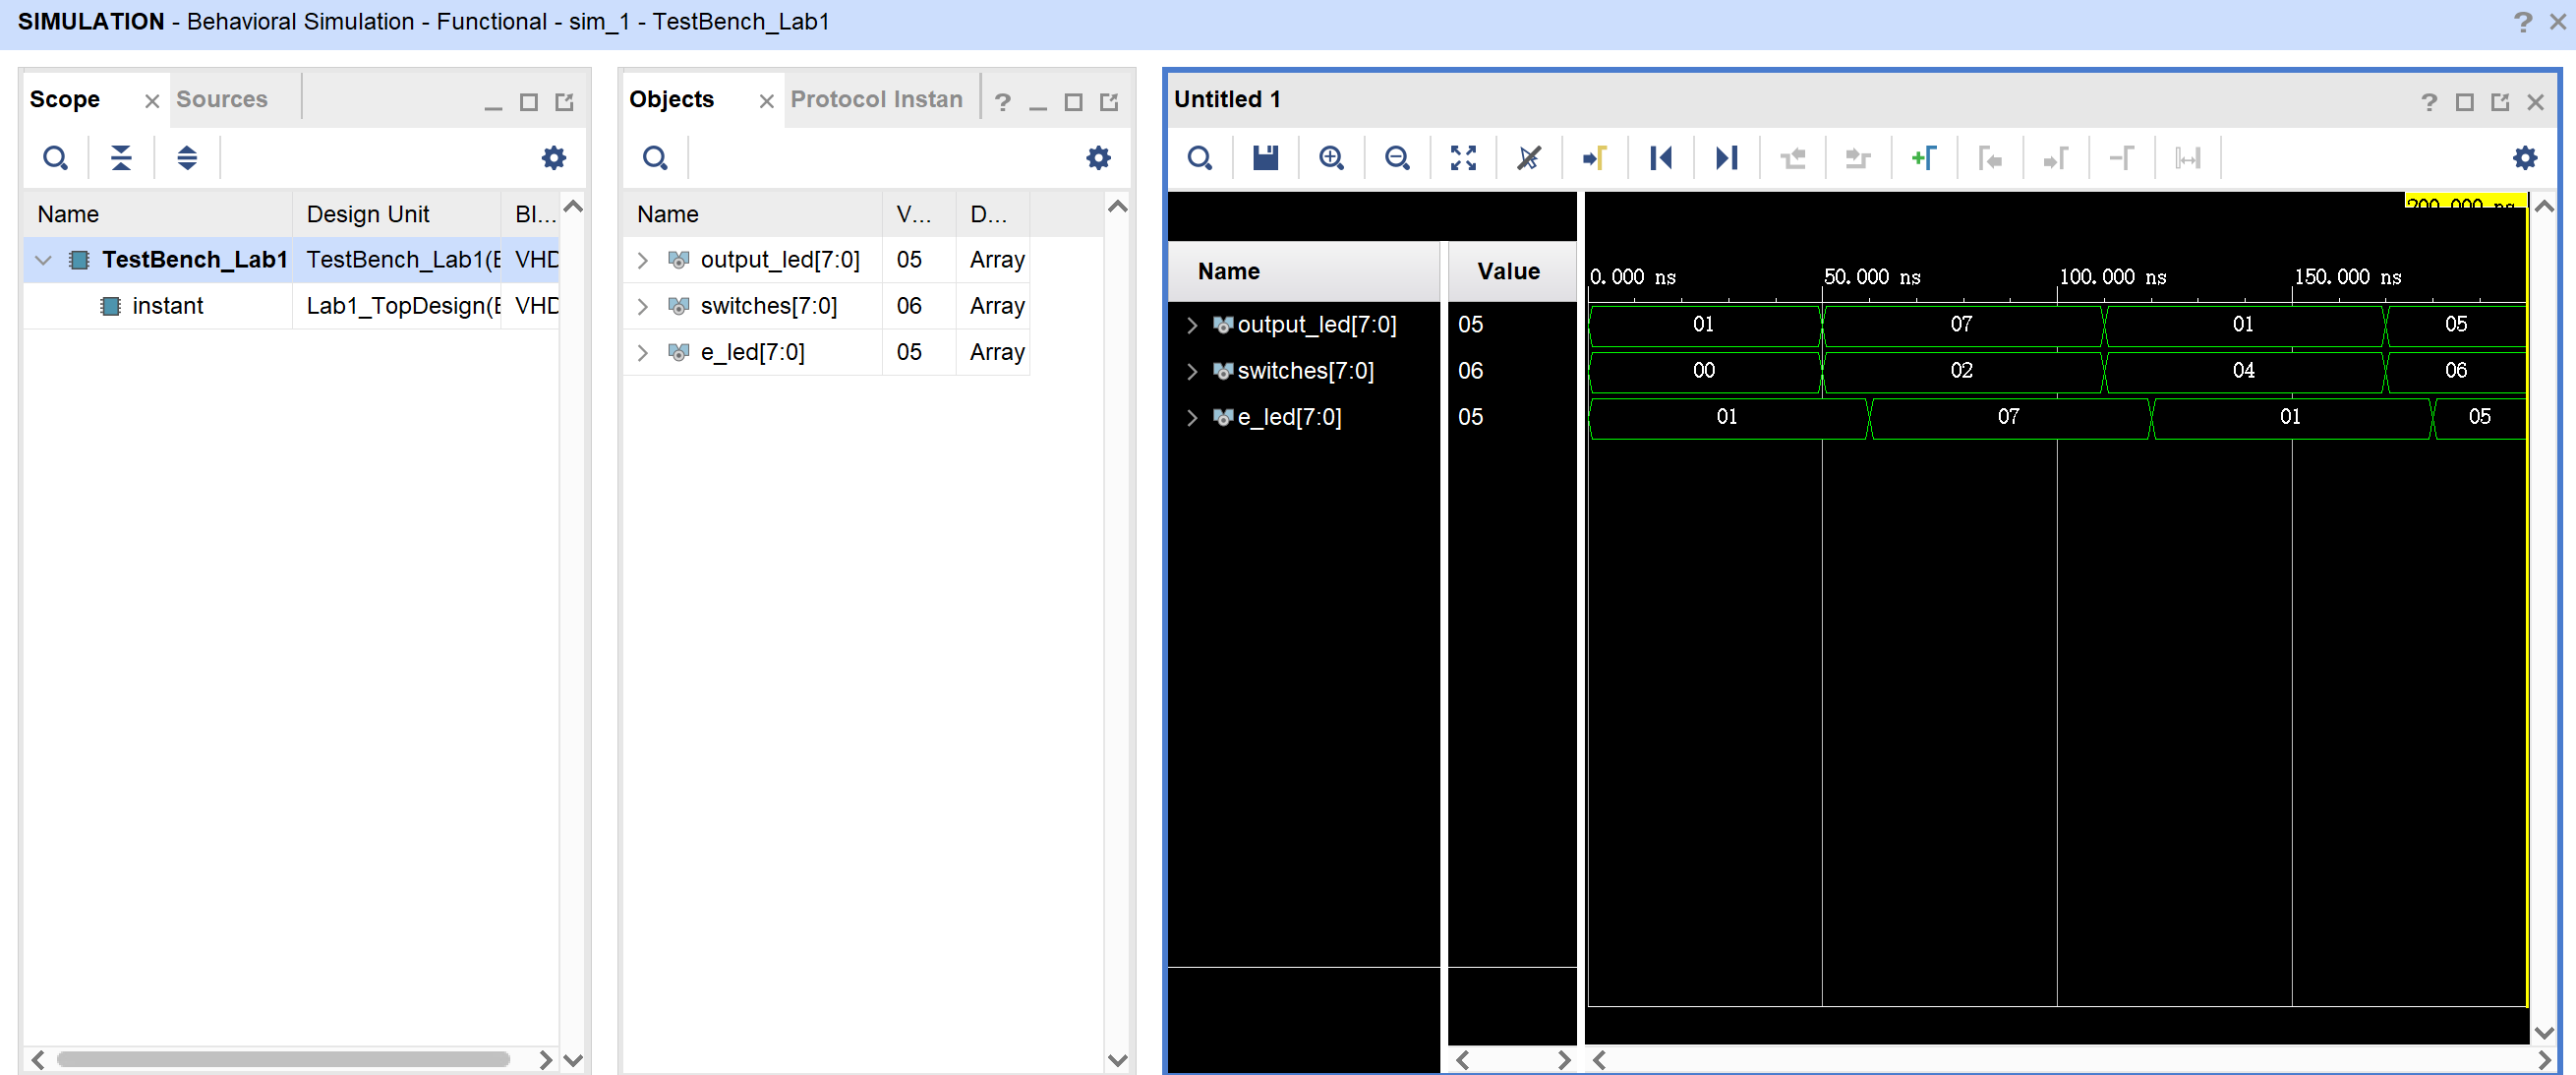 SIMULATION - Behavioral Simulation - Functional - sim_1 - TestBench_Lab1
Scope
Sources
Name
Design Unit
Bl...
TestBench_Lab1
TestBench_Lab1(E
VHD
instant
Lab1_TopDesign(E
VHD
Objects
Protocol Instan
Name
V...
D...
output_led[7:0]
05
Array
switches[7:0]
06
Array
e_led[7:0]
05
Array
Untitled 1
200.000 ns
Name
Value
0.000 ns
50.000 ns
100.000 ns
150.000 ns
output_led[7:0]
05
01
07
01
05
switches[7:0]
06
00
02
04
06
e_led[7:0]
05
01
07
01
05